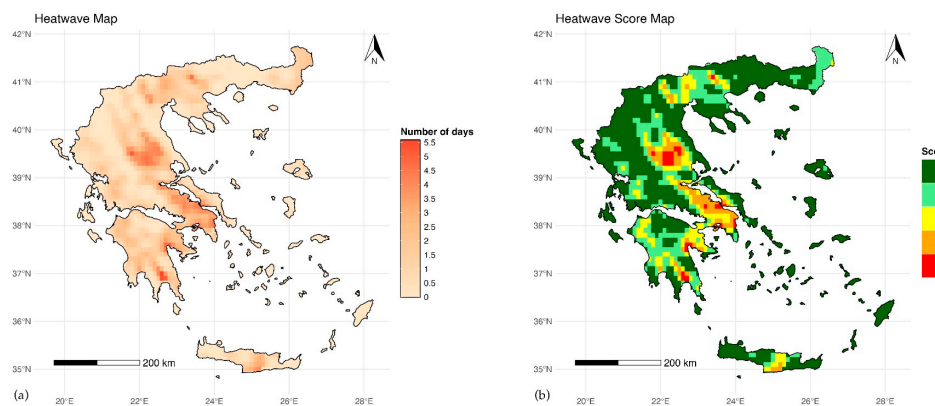 Heatwave Map
42°N
41°N
40°N
39°N
38°N
37°N
36°N
35°N
20°E 22°E 24°E 26°E 28°E
N
200 km
(a)
Number of days
5.5
5
4.5
4
3.5
3
2.5
2
1.5
1
0.5
0
Heatwave Score Map
42°N
41°N
40°N
39°N
38°N
37°N
36°N
35°N
20°E 22°E 24°E 26°E 28°E
N
200 km
(b)